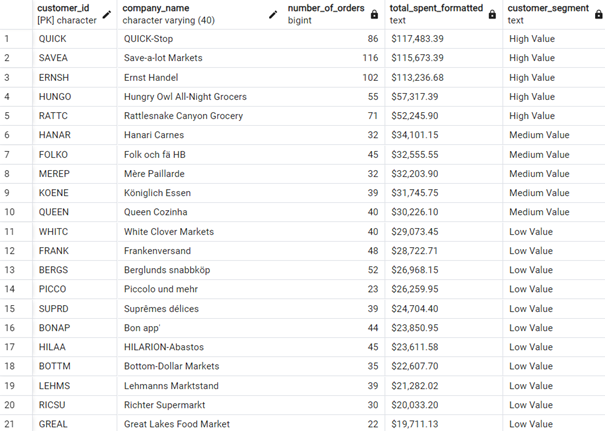 customer_id company_name number_of_orders total_spent_formatted customer_segment
[PK] character character varying (40) bigint text text
1 QUICK QUICK-Stop 86 $117,483.39 High Value
2 SAVEA Save-a-lot Markets 116 $115,673.39 High Value
3 ERNSH Ernst Handel 102 $113,236.68 High Value
4 HUNGO Hungry Owl All-Night Grocers 55 $57,317.39 High Value
5 RATTC Rattlesnake Canyon Grocery 71 $52,245.90 High Value
6 HANAR Hanari Carnes 32 $34,101.15 Medium Value
7 FOLKO Folk och fä HB 45 $32,555.55 Medium Value
8 MEREP Mère Paillarde 32 $32,203.90 Medium Value
9 KOENE Königlich Essen 39 $31,745.75 Medium Value
10 QUEEN Queen Cozinha 40 $30,226.10 Medium Value
11 WHITC White Clover Markets 40 $29,073.45 Low Value
12 FRANK Frankenversand 48 $28,722.71 Low Value
13 BERGS Berglunds snabbköp 52 $26,968.15 Low Value
14 PICCO Piccolo und mehr 23 $26,259.95 Low Value
15 SUPRD Suprêmes délices 39 $24,704.40 Low Value
16 BONAP Bon app' 44 $23,850.95 Low Value
17 HILAA HILARION-Abastos 45 $23,611.58 Low Value
18 BOTTM Bottom-Dollar Markets 35 $22,607.70 Low Value
19 LEHMS Lehmanns Marktstand 39 $21,282.02 Low Value
20 RICSU Richter Supermarkt 30 $20,033.20 Low Value
21 GREAL Great Lakes Food Market 22 $19,711.13 Low Value